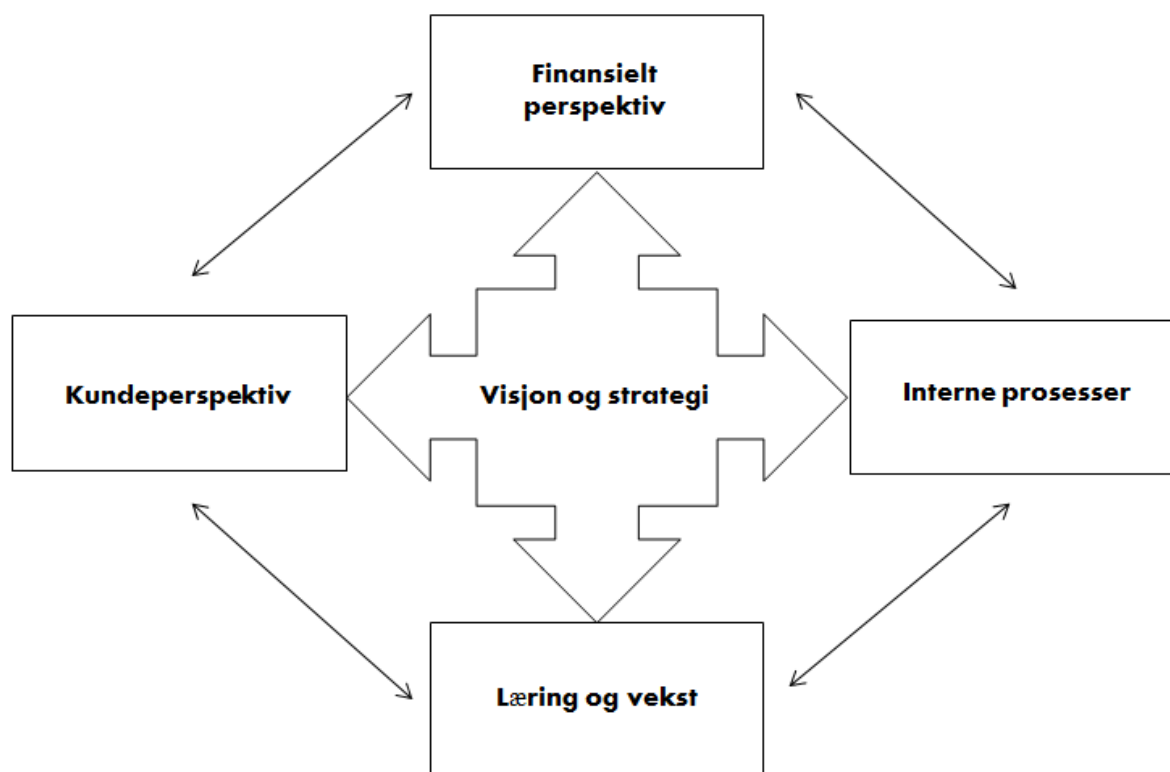 Finansielt
perspektiv
Kundeperspektiv
Visjon og strategi
Interne prosesser
Læring og vekst